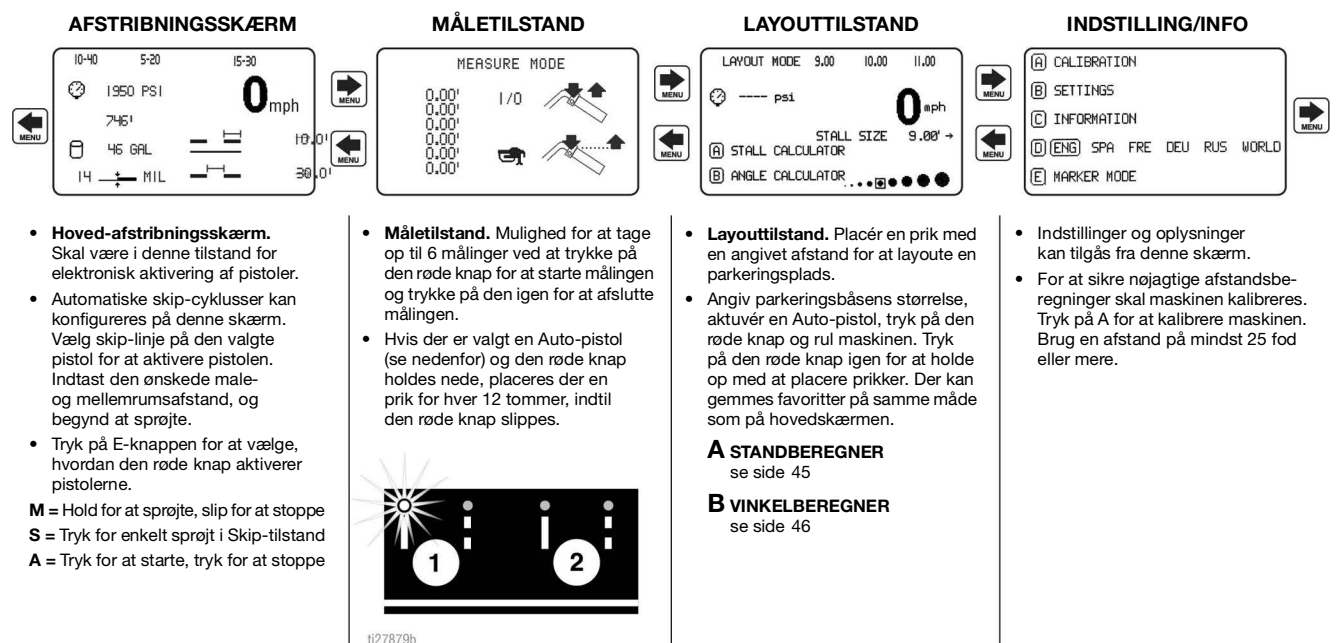 AFSTRIBNINGSSKÆRM
10-40 5-20 15-30
1950 PSI
0 mph
746'
46 GAL
10.0'
14 MIL
30.0'
MENU
MENU
MENU
• Hoved-afstribningsskærm.
Skal være i denne tilstand for
elektronisk aktivering af pistoler.
• Automatiske skip-cyklusser kan
konfigureres på denne skærm.
Vælg skip-linje på den valgte
pistol for at aktivere pistolen.
Indtast den ønskede male-
og mellemrumsafstand, og
begynd at sprøjte.
• Tryk på E-knappen for at vælge,
hvordan den røde knap aktiverer
pistolerne.
M = Hold for at sprøjte, slip for at stoppe
S = Tryk for enkelt sprøjt i Skip-tilstand
A = Tryk for at starte, tryk for at stoppe
MÅLETILSTAND
MEASURE MODE
0.00'
0.00' 1/0
0.00'
0.00'
0.00'
0.00'
MENU
MENU
• Måletilstand. Mulighed for at tage
op til 6 målinger ved at trykke på
den røde knap for at starte målingen
og trykke på den igen for at afslutte
målingen.
• Hvis der er valgt en Auto-pistol
(se nedenfor) og den røde knap
holdes nede, placeres der en
prik for hver 12 tommer, indtil
den røde knap slippes.
1 2
ti27879b
LAYOUTTILSTAND
LAYOUT MODE 9.00 10.00 11.00
---- psi
0 mph
STALL SIZE 9.00' →
A STALL CALCULATOR
B ANGLE CALCULATOR
MENU
MENU
• Layouttilstand. Placér en prik med
en angivet afstand for at layoute en
parkeringsplads.
• Angiv parkeringsbåsens størrelse,
aktuvér en Auto-pistol, tryk på den
røde knap og rul maskinen. Tryk
på den røde knap igen for at holde
op med at placere prikker. Der kan
gemmes favoritter på samme måde
som på hovedskærmen.
A STANDBEREGNER
se side 45
B VINKELBEREGNER
se side 46
INDSTILLING/INFO
A CALIBRATION
B SETTINGS
C INFORMATION
D ENG SPA FRE DEU RUS WORLD
E MARKER MODE
MENU
• Indstillinger og oplysninger
kan tilgås fra denne skærm.
• For at sikre nøjagtige afstandsbe-
regninger skal maskinen kalibreres.
Tryk på A for at kalibrere maskinen.
Brug en afstand på mindst 25 fod
eller mere.